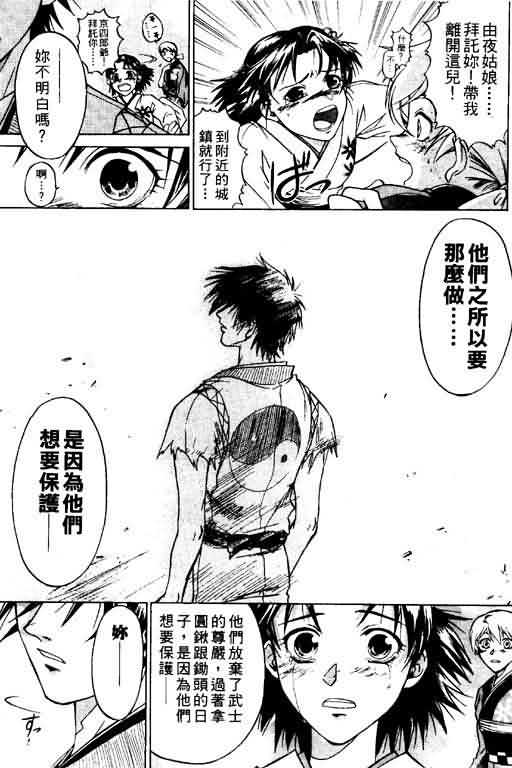 由夜姑娘……
拜託妳！帶我
離開這兒！
什麼？
不…
到附近的城
鎮就行了…
ばっ
京四郎爺！
拜託你……
妳不明白嗎？
啊…？
他們之所以要
那麼做……
是因為他們
想要保護──
他們放棄了武士
的尊嚴，過著拿
圓鍬跟鋤頭的日
子，是因為他們
想要保護──
妳──
すっ